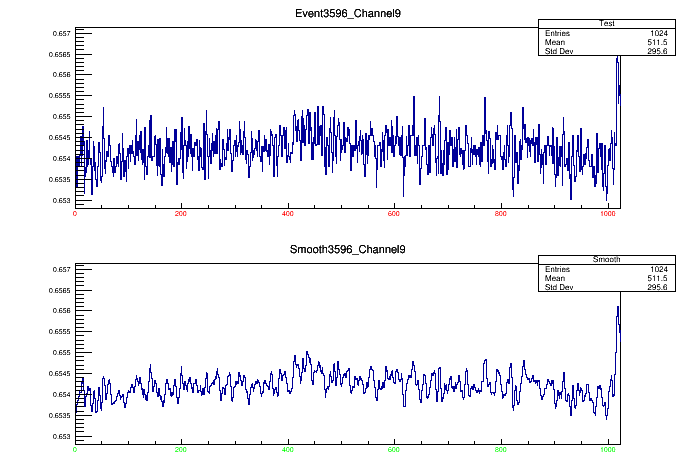 Event3596_Channel9
Test
Entries 1024
Mean 511.5
Std Dev 295.6
0.657
0.6565
0.656
0.6555
0.655
0.6545
0.654
0.6535
0.653
0 200 400 600 800 1000
Smooth3596_Channel9
Smooth
Entries 1024
Mean 511.5
Std Dev 295.6
0.657
0.6565
0.656
0.6555
0.655
0.6545
0.654
0.6535
0.653
0 200 400 600 800 1000